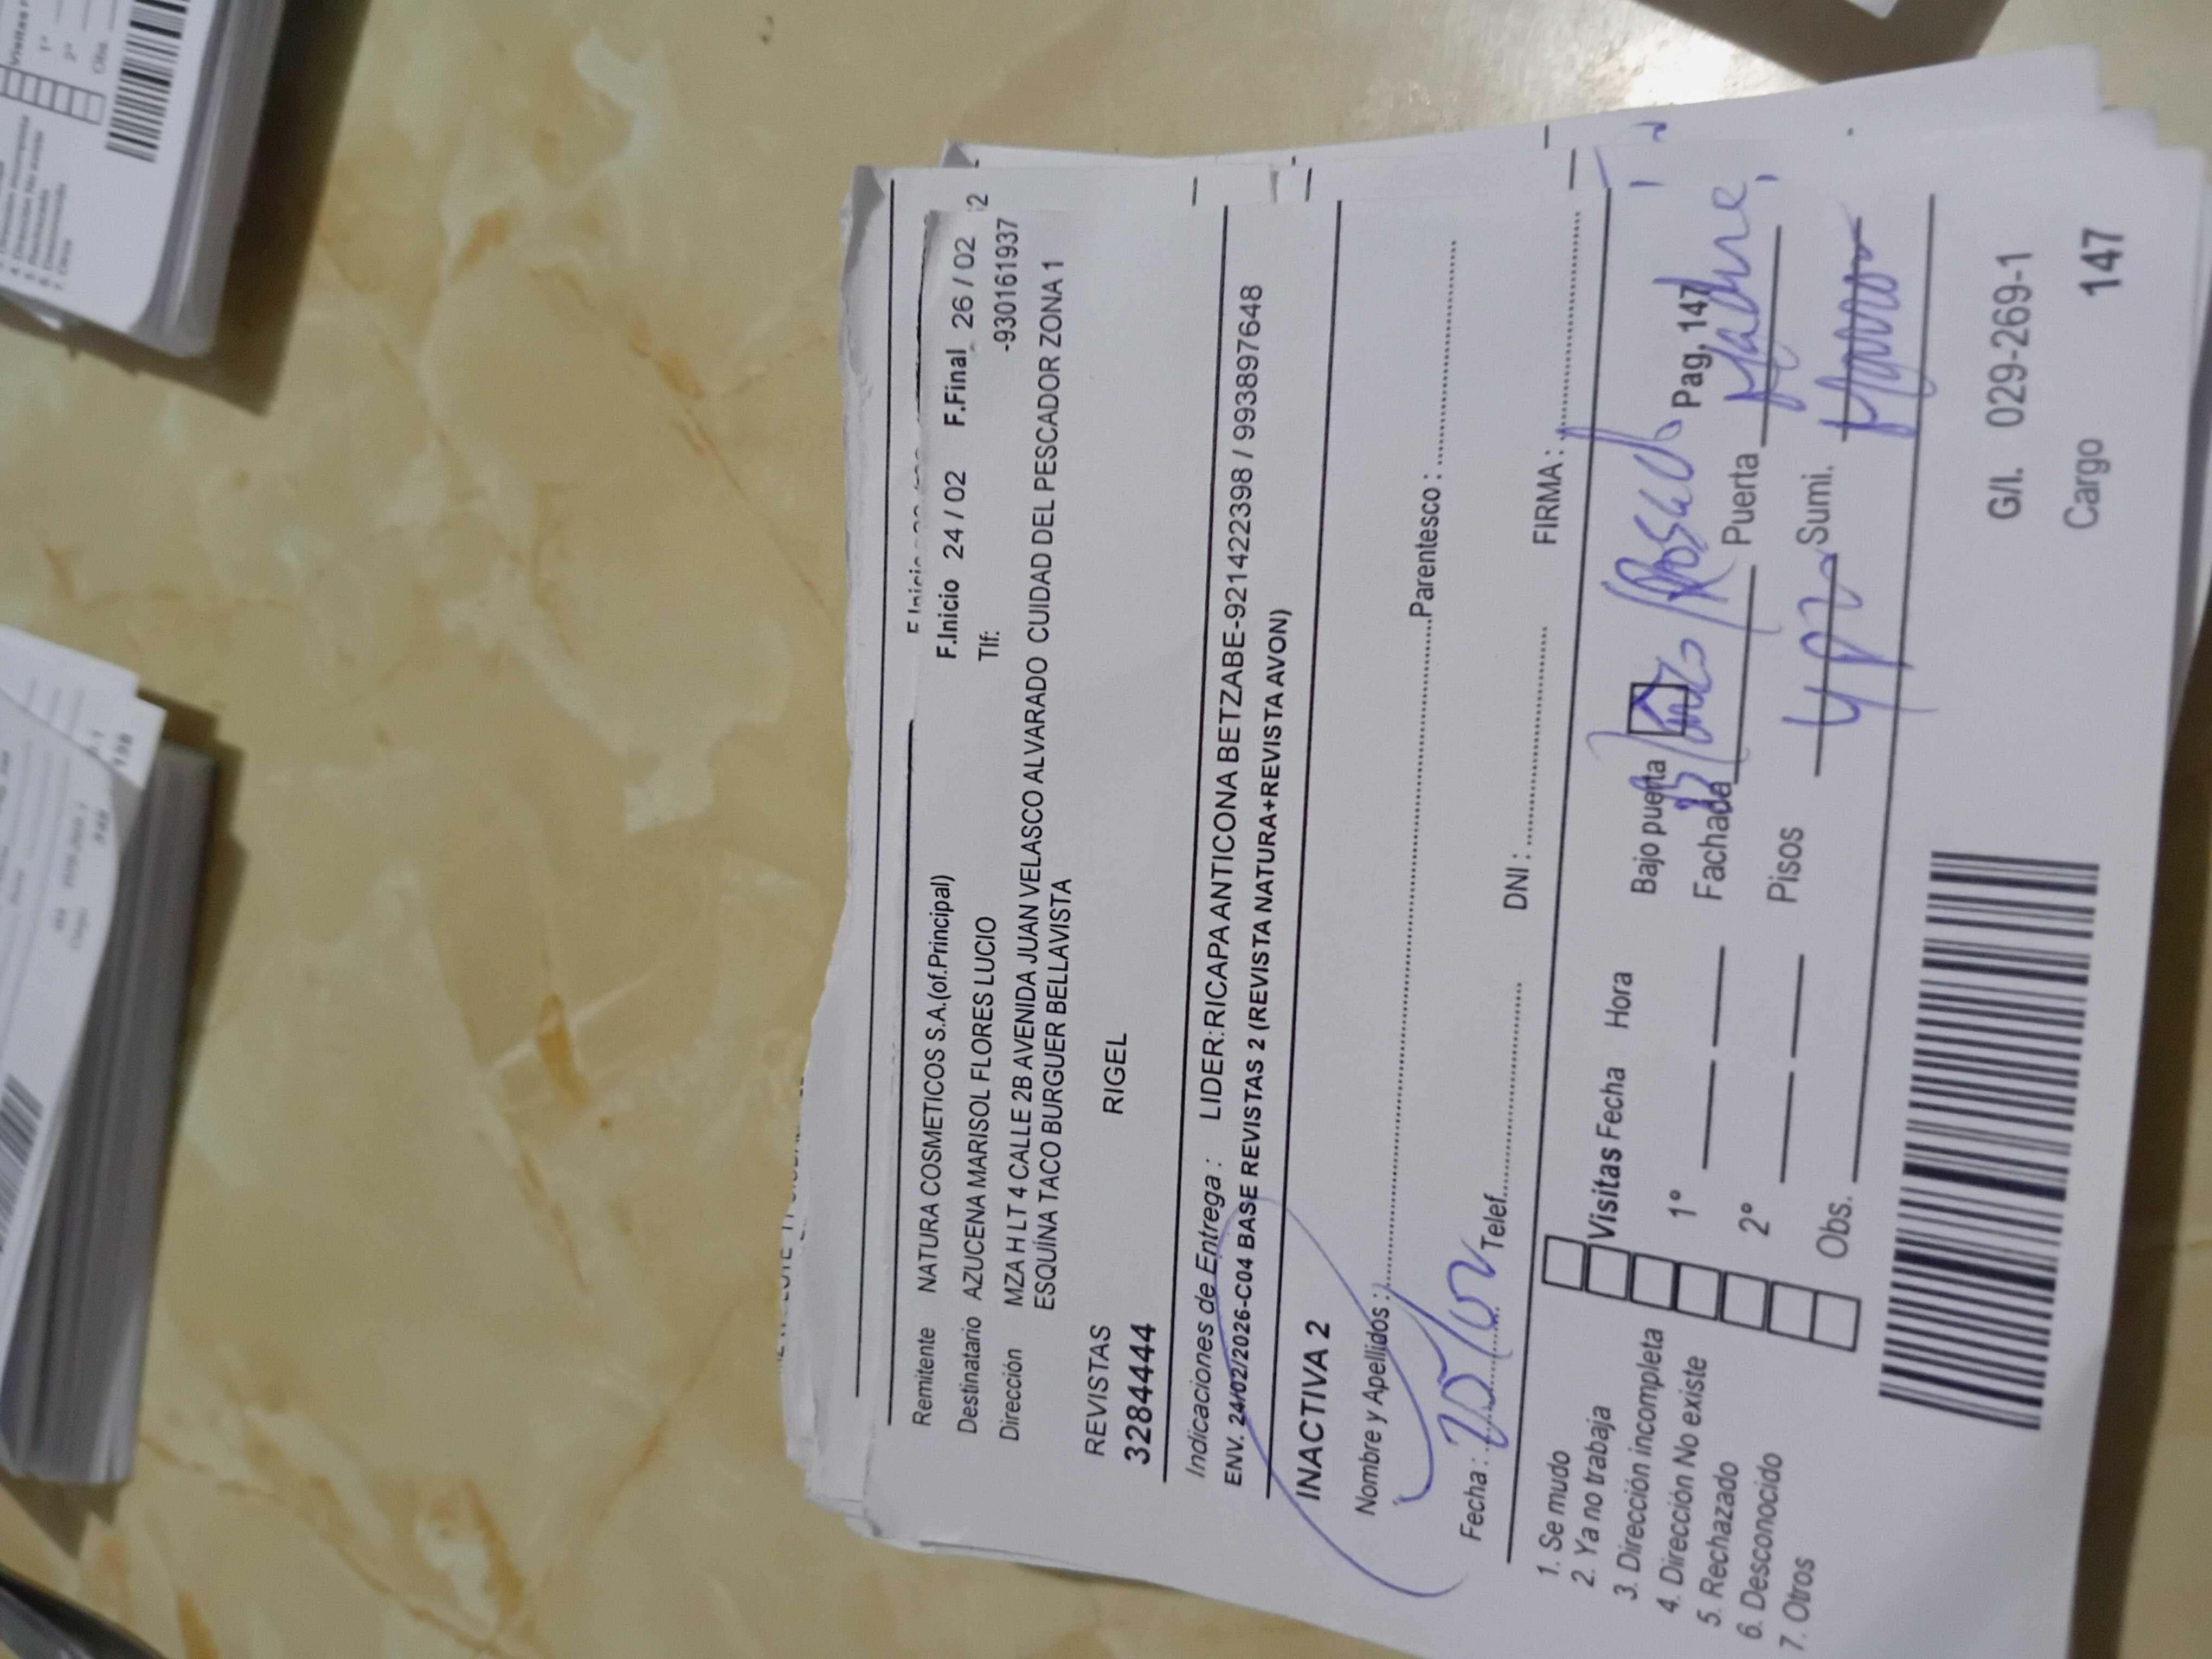 F.Inicio 24 / 02 F.Final 26 / 02
Remitente NATURA COSMETICOS S.A.(of.Principal)
Tlf: -930161937
Destinatario AZUCENA MARISOL FLORES LUCIO
Dirección MZA H LT 4 CALLE 2B AVENIDA JUAN VELASCO ALVARADO CUIDAD DEL PESCADOR ZONA 1
ESQUÍNA TACO BURGUER BELLAVISTA
REVISTAS RIGEL
3284444
Indicaciones de Entrega : LIDER:RICAPA ANTICONA BETZABE-921422398 / 993897648
ENV. 24/02/2026-C04 BASE REVISTAS 2 (REVISTA NATURA+REVISTA AVON)
INACTIVA 2
Nombre y Apellidos : Parentesco :
Fecha : 25/02 Telef. DNI : FIRMA :
1. Se mudo
2. Ya no trabaja
3. Dirección incompleta
4. Dirección No existe
5. Rechazado
6. Desconocido
7. Otros
Visitas Fecha Hora Bajo puerta Pag, 147
1° Fachada Puerta
2° Pisos Sumi.
Obs.
G/I. 029-269-1
Cargo 147